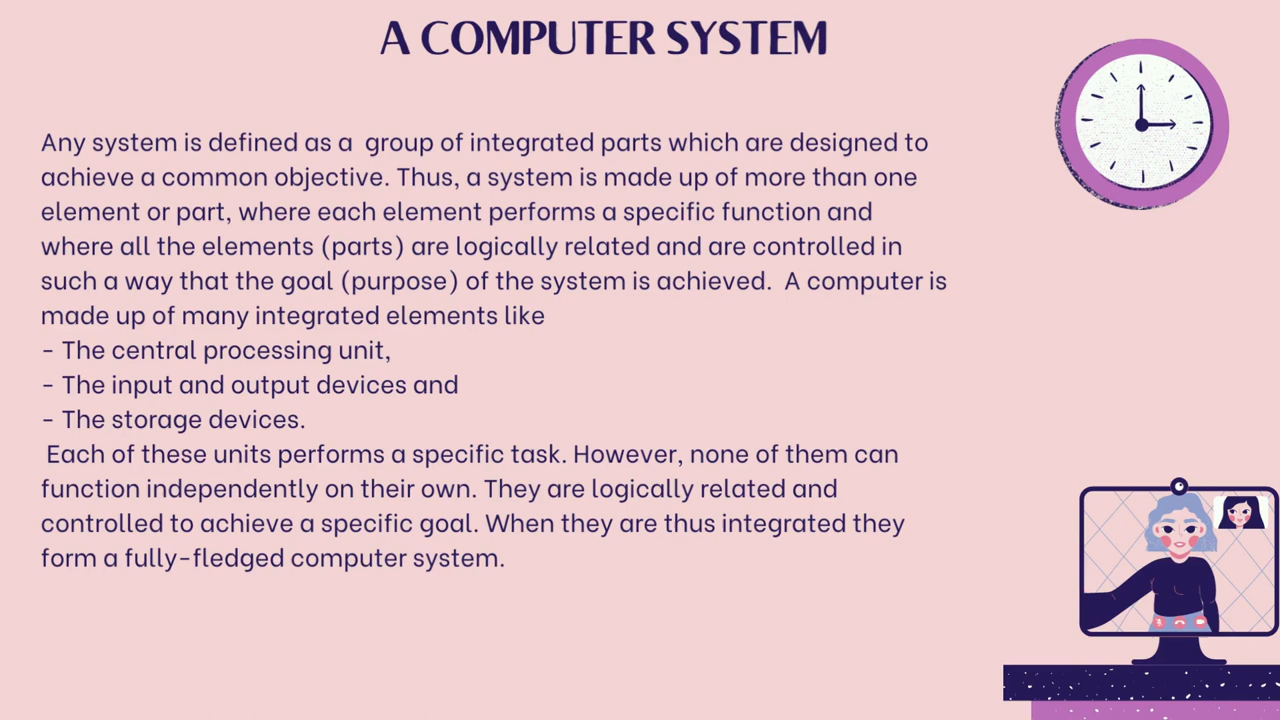 A COMPUTER SYSTEM
Any system is defined as a  group of integrated parts which are designed to
achieve a common objective. Thus, a system is made up of more than one
element or part, where each element performs a specific function and
where all the elements (parts) are logically related and are controlled in
such a way that the goal (purpose) of the system is achieved.  A computer is
made up of many integrated elements like
- The central processing unit,
- The input and output devices and
- The storage devices.
Each of these units performs a specific task. However, none of them can
function independently on their own. They are logically related and
controlled to achieve a specific goal. When they are thus integrated they
form a fully-fledged computer system.